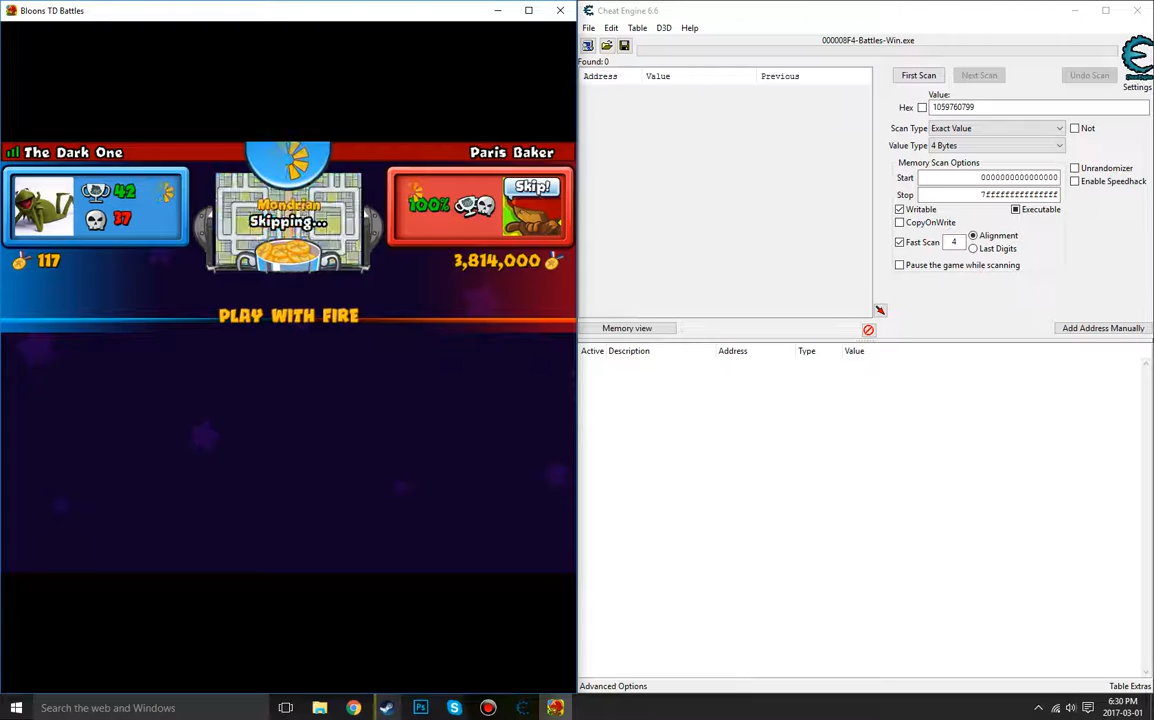 Bloons TD Battles
Cheat Engine 6.6
File Edit Table D3D Help
000008F4-Battles-Win.exe
Found: 0
Address Value Previous
First Scan Next Scan Undo Scan
Settings
Value:
Hex 1059760799
Scan Type Exact Value Not
Value Type 4 Bytes
Memory Scan Options
Unrandomizer
Enable Speedhack
Start 0000000000000000
Stop 7fffffffffffffff
Writable Executable
CopyOnWrite
Fast Scan 4 Alignment
Last Digits
Pause the game while scanning
Memory view Add Address Manually
Active Description Address Type Value
Advanced Options Table Extras
The Dark One Paris Baker
42
37
Mondrian
Skipping...
100% Skip!
117 3,814,000
PLAY WITH FIRE
Search the web and Windows
Ps
6:30 PM
2017-03-01